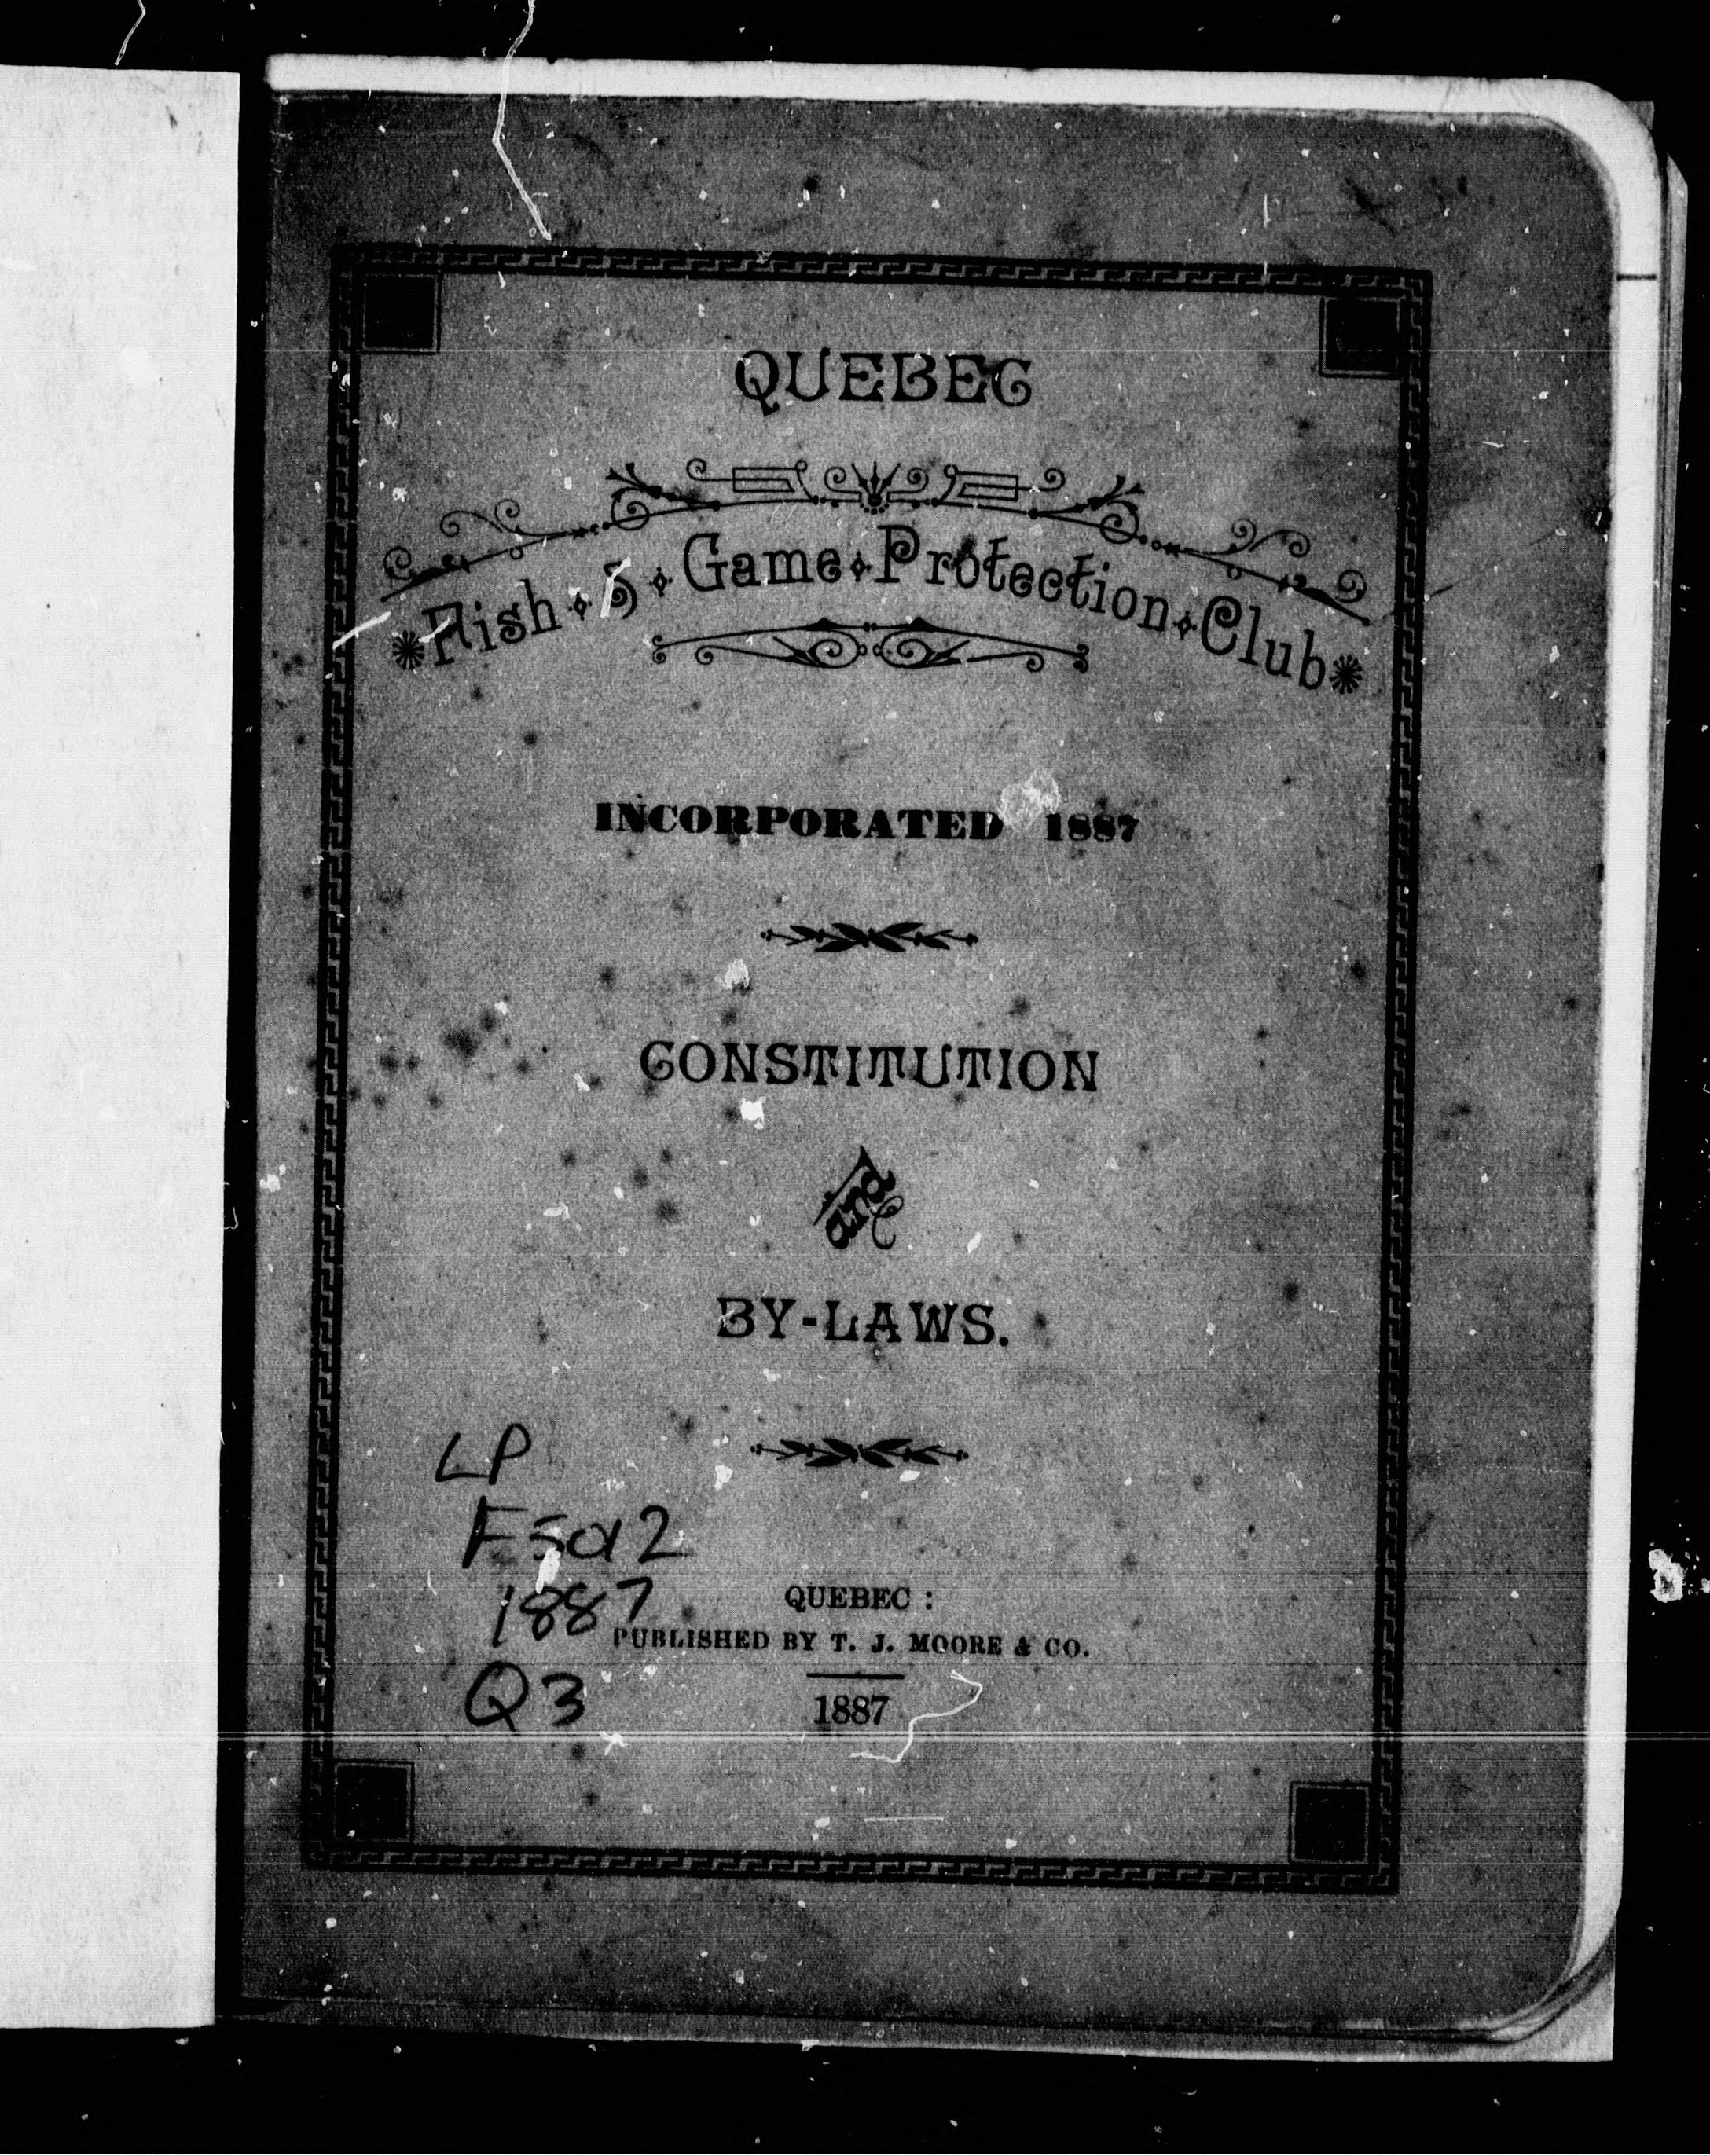 QUEBEC
Fish & Game Protection Club
INCORPORATED 1887
CONSTITUTION
and
BY-LAWS.
LP
F5012
1887
Q3
QUEBEC :
PUBLISHED BY T. J. MOORE & CO.
1887